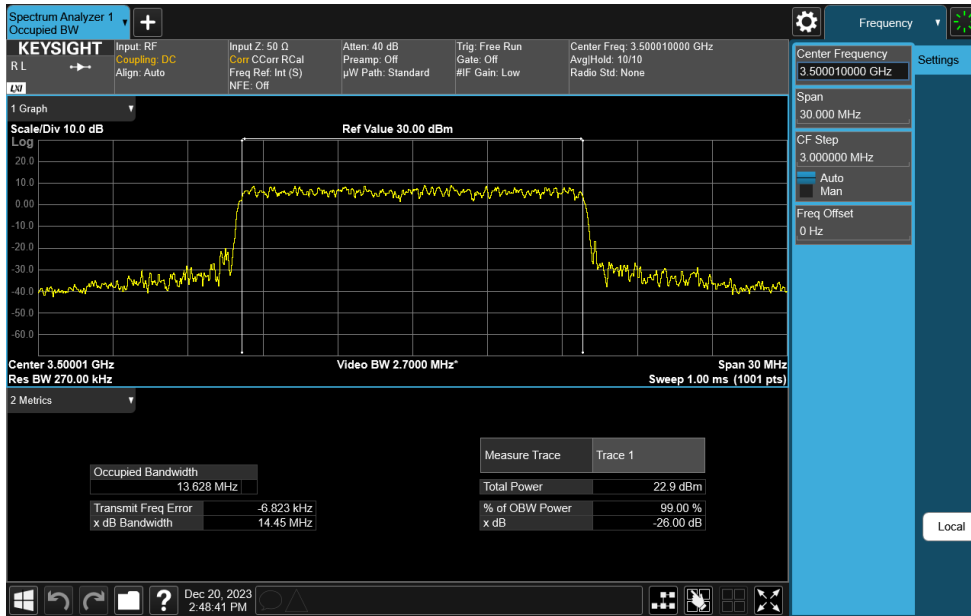 Spectrum Analyzer 1
Occupied BW
Frequency
KEYSIGHT
R L
LXI
Input: RF
Coupling: DC
Align: Auto
Input Z: 50 Ω
Corr CCorr RCal
Freq Ref: Int (S)
NFE: Off
Atten: 40 dB
Preamp: Off
µW Path: Standard
Trig: Free Run
Gate: Off
#IF Gain: Low
Center Freq: 3.500010000 GHz
Avg|Hold: 10/10
Radio Std: None
Center Frequency
3.500010000 GHz
Settings
Span
30.000 MHz
CF Step
3.000000 MHz
Auto
Man
Freq Offset
0 Hz
Local
1 Graph
Scale/Div 10.0 dB
Ref Value 30.00 dBm
Log
20.0
10.0
0.00
-10.0
-20.0
-30.0
-40.0
-50.0
-60.0
Center 3.50001 GHz
Video BW 2.7000 MHz*
Span 30 MHz
Res BW 270.00 kHz
Sweep 1.00 ms (1001 pts)
2 Metrics
Occupied Bandwidth
13.628 MHz
Transmit Freq Error -6.823 kHz
x dB Bandwidth 14.45 MHz
Measure Trace Trace 1
Total Power 22.9 dBm
% of OBW Power 99.00 %
x dB -26.00 dB
?
Dec 20, 2023
2:48:41 PM